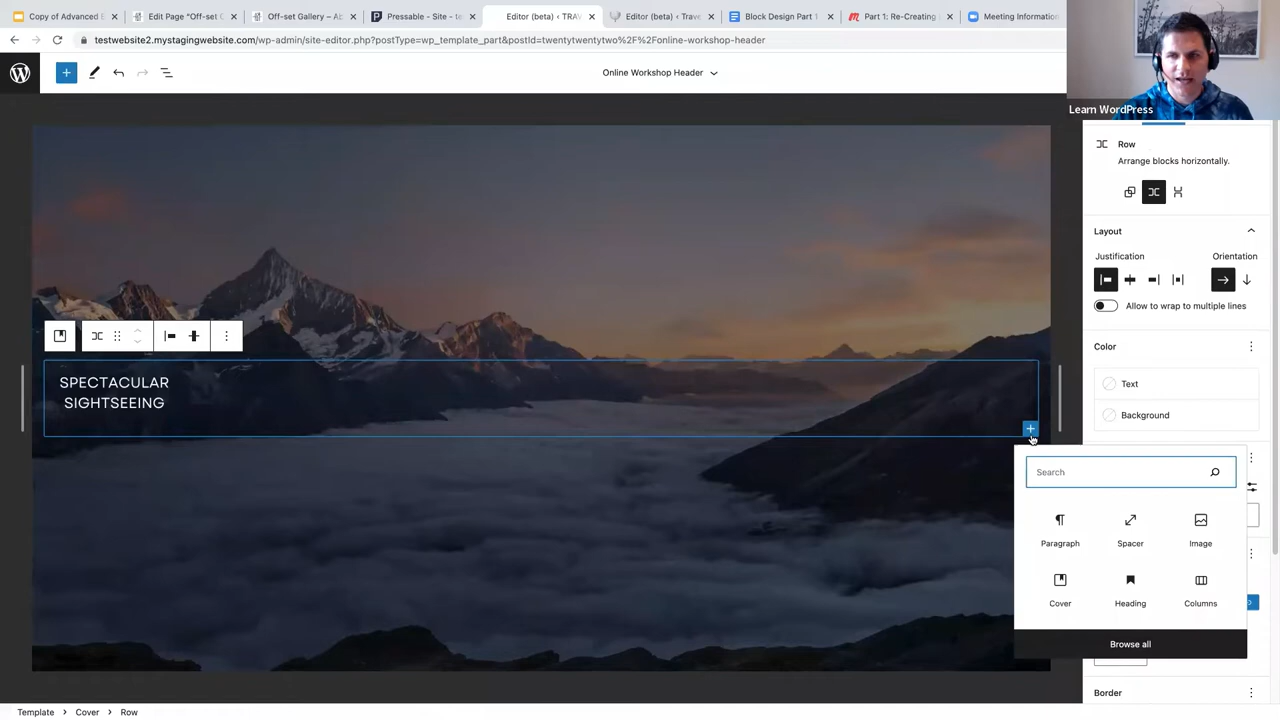 Copy of Advanced E
Edit Page "Off-set G
Off-set Gallery – Ab
Pressable - Site - te
Editor (beta) ‹ TRAV
Editor (beta) ‹ Trave
Block Design Part 1
Part 1: Re-Creating
Meeting Information
testwebsite2.mystagingwebsite.com/wp-admin/site-editor.php?postType=wp_template_part&postId=twentytwentytwo%2F%2Fonline-workshop-header
Online Workshop Header
Learn WordPress
Row
Arrange blocks horizontally.
Layout
Justification Orientation
Allow to wrap to multiple lines
Color
Text
Background
SPECTACULAR
SIGHTSEEING
Search
Paragraph Spacer Image
Cover Heading Columns
Browse all
Border
Template > Cover > Row